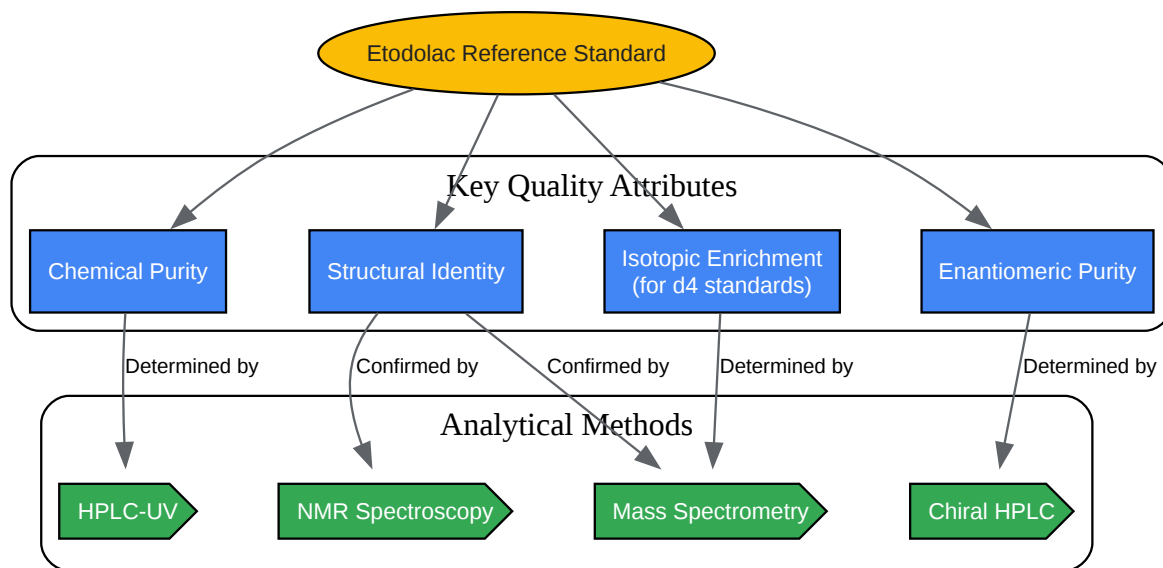 Etodolac Reference Standard
Key Quality Attributes
Chemical Purity
Structural Identity
Isotopic Enrichment
(for d4 standards)
Enantiomeric Purity
Determined by
Confirmed by
Confirmed by
Determined by
Determined by
Analytical Methods
HPLC-UV
NMR Spectroscopy
Mass Spectrometry
Chiral HPLC